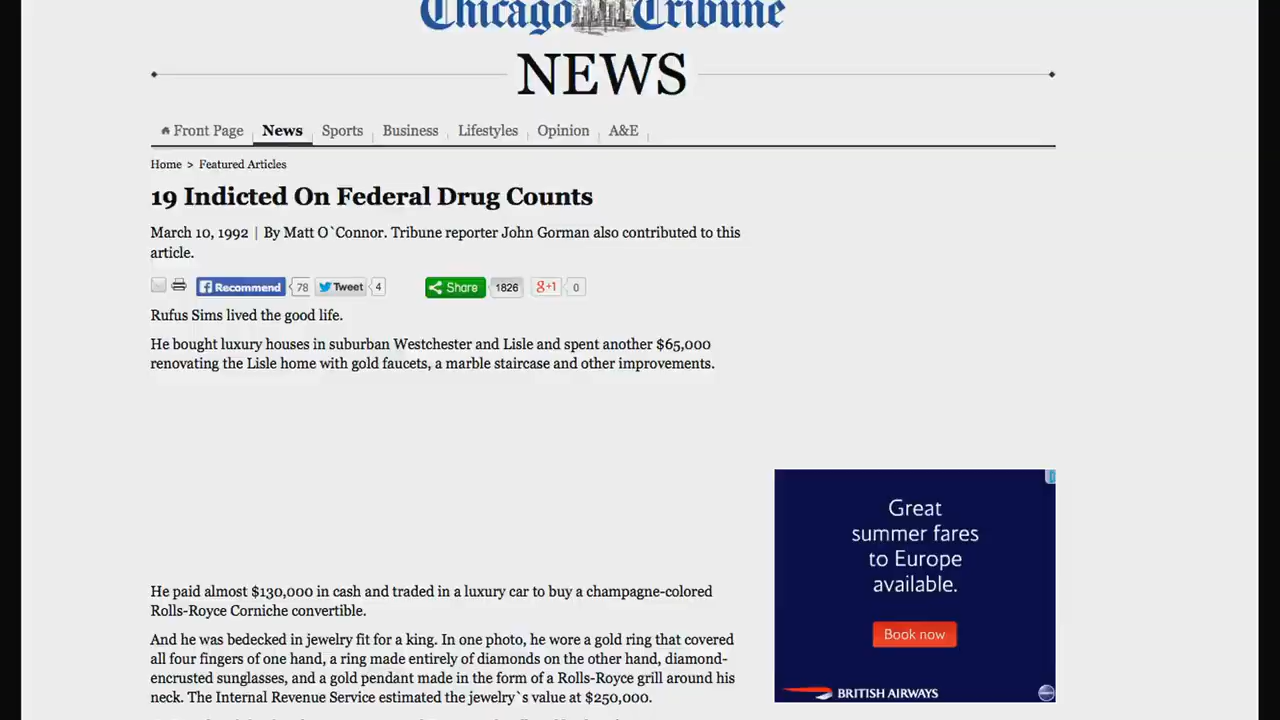 Chicago Tribune
NEWS
Front Page News Sports Business Lifestyles Opinion A&E
Home > Featured Articles
19 Indicted On Federal Drug Counts
March 10, 1992 | By Matt O`Connor. Tribune reporter John Gorman also contributed to this
article.
Recommend 78 Tweet 4 Share 1826 g+1 0
Rufus Sims lived the good life.
He bought luxury houses in suburban Westchester and Lisle and spent another $65,000
renovating the Lisle home with gold faucets, a marble staircase and other improvements.
Great
summer fares
to Europe
available.
Book now
BRITISH AIRWAYS
He paid almost $130,000 in cash and traded in a luxury car to buy a champagne-colored
Rolls-Royce Corniche convertible.
And he was bedecked in jewelry fit for a king. In one photo, he wore a gold ring that covered
all four fingers of one hand, a ring made entirely of diamonds on the other hand, diamond-
encrusted sunglasses, and a gold pendant made in the form of a Rolls-Royce grill around his
neck. The Internal Revenue Service estimated the jewelry`s value at $250,000.